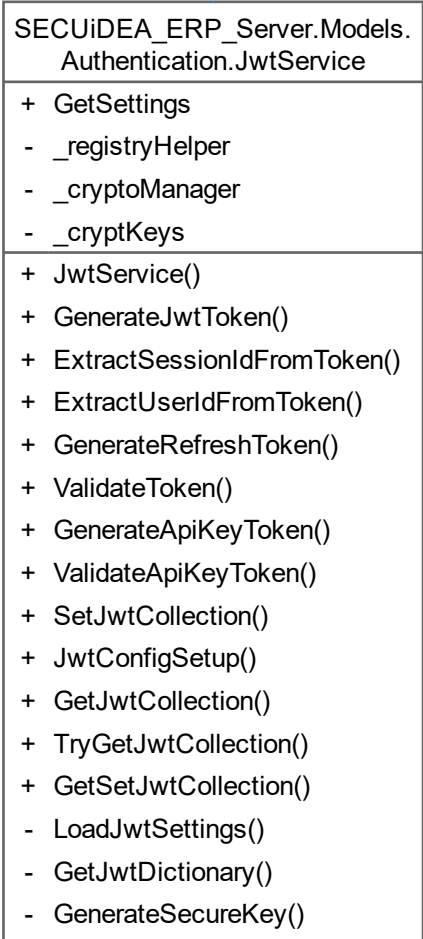 SECUiDEA_ERP_Server.Models.
Authentication.JwtService
+ GetSettings
- _registryHelper
- _cryptoManager
- _cryptKeys
+ JwtService()
+ GenerateJwtToken()
+ ExtractSessionIdFromToken()
+ ExtractUserIdFromToken()
+ GenerateRefreshToken()
+ ValidateToken()
+ GenerateApiKeyToken()
+ ValidateApiKeyToken()
+ SetJwtCollection()
+ JwtConfigSetup()
+ GetJwtCollection()
+ TryGetJwtCollection()
+ GetSetJwtCollection()
- LoadJwtSettings()
- GetJwtDictionary()
- GenerateSecureKey()